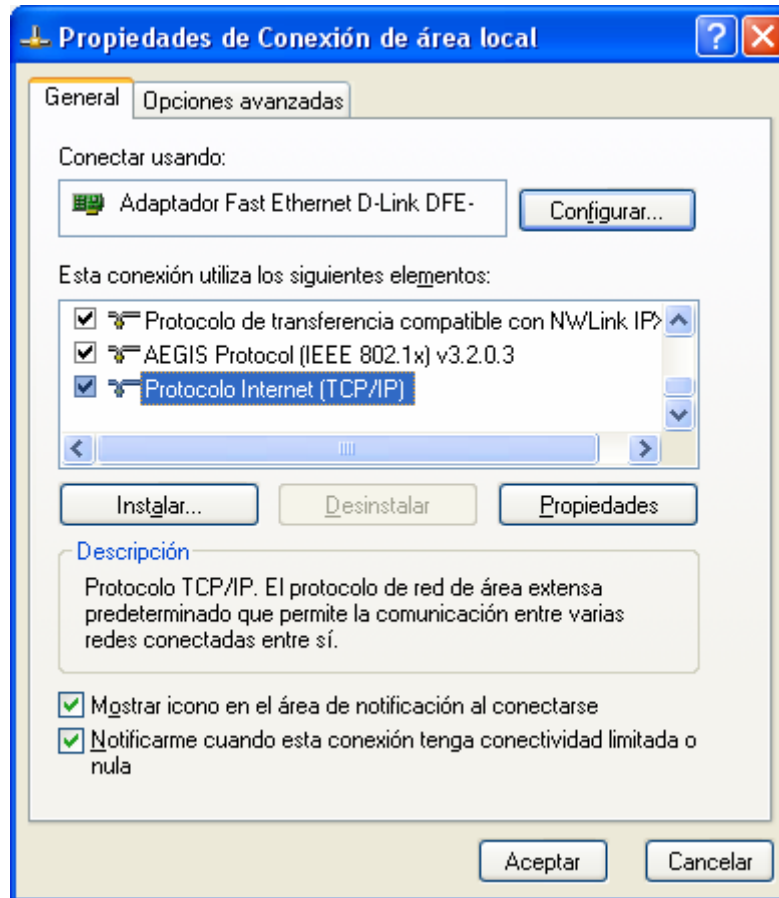 Propiedades de Conexión de área local
General
Opciones avanzadas
Conectar usando:
Adaptador Fast Ethernet D-Link DFE-
Configurar...
Esta conexión utiliza los siguientes elementos:
Protocolo de transferencia compatible con NWLink IP
AEGIS Protocol (IEEE 802.1x) v3.2.0.3
Protocolo Internet (TCP/IP)
Instalar...
Desinstalar
Propiedades
Descripción
Protocolo TCP/IP. El protocolo de red de área extensa
predeterminado que permite la comunicación entre varias
redes conectadas entre sí.
Mostrar icono en el área de notificación al conectarse
Notificarme cuando esta conexión tenga conectividad limitada o
nula
Aceptar
Cancelar